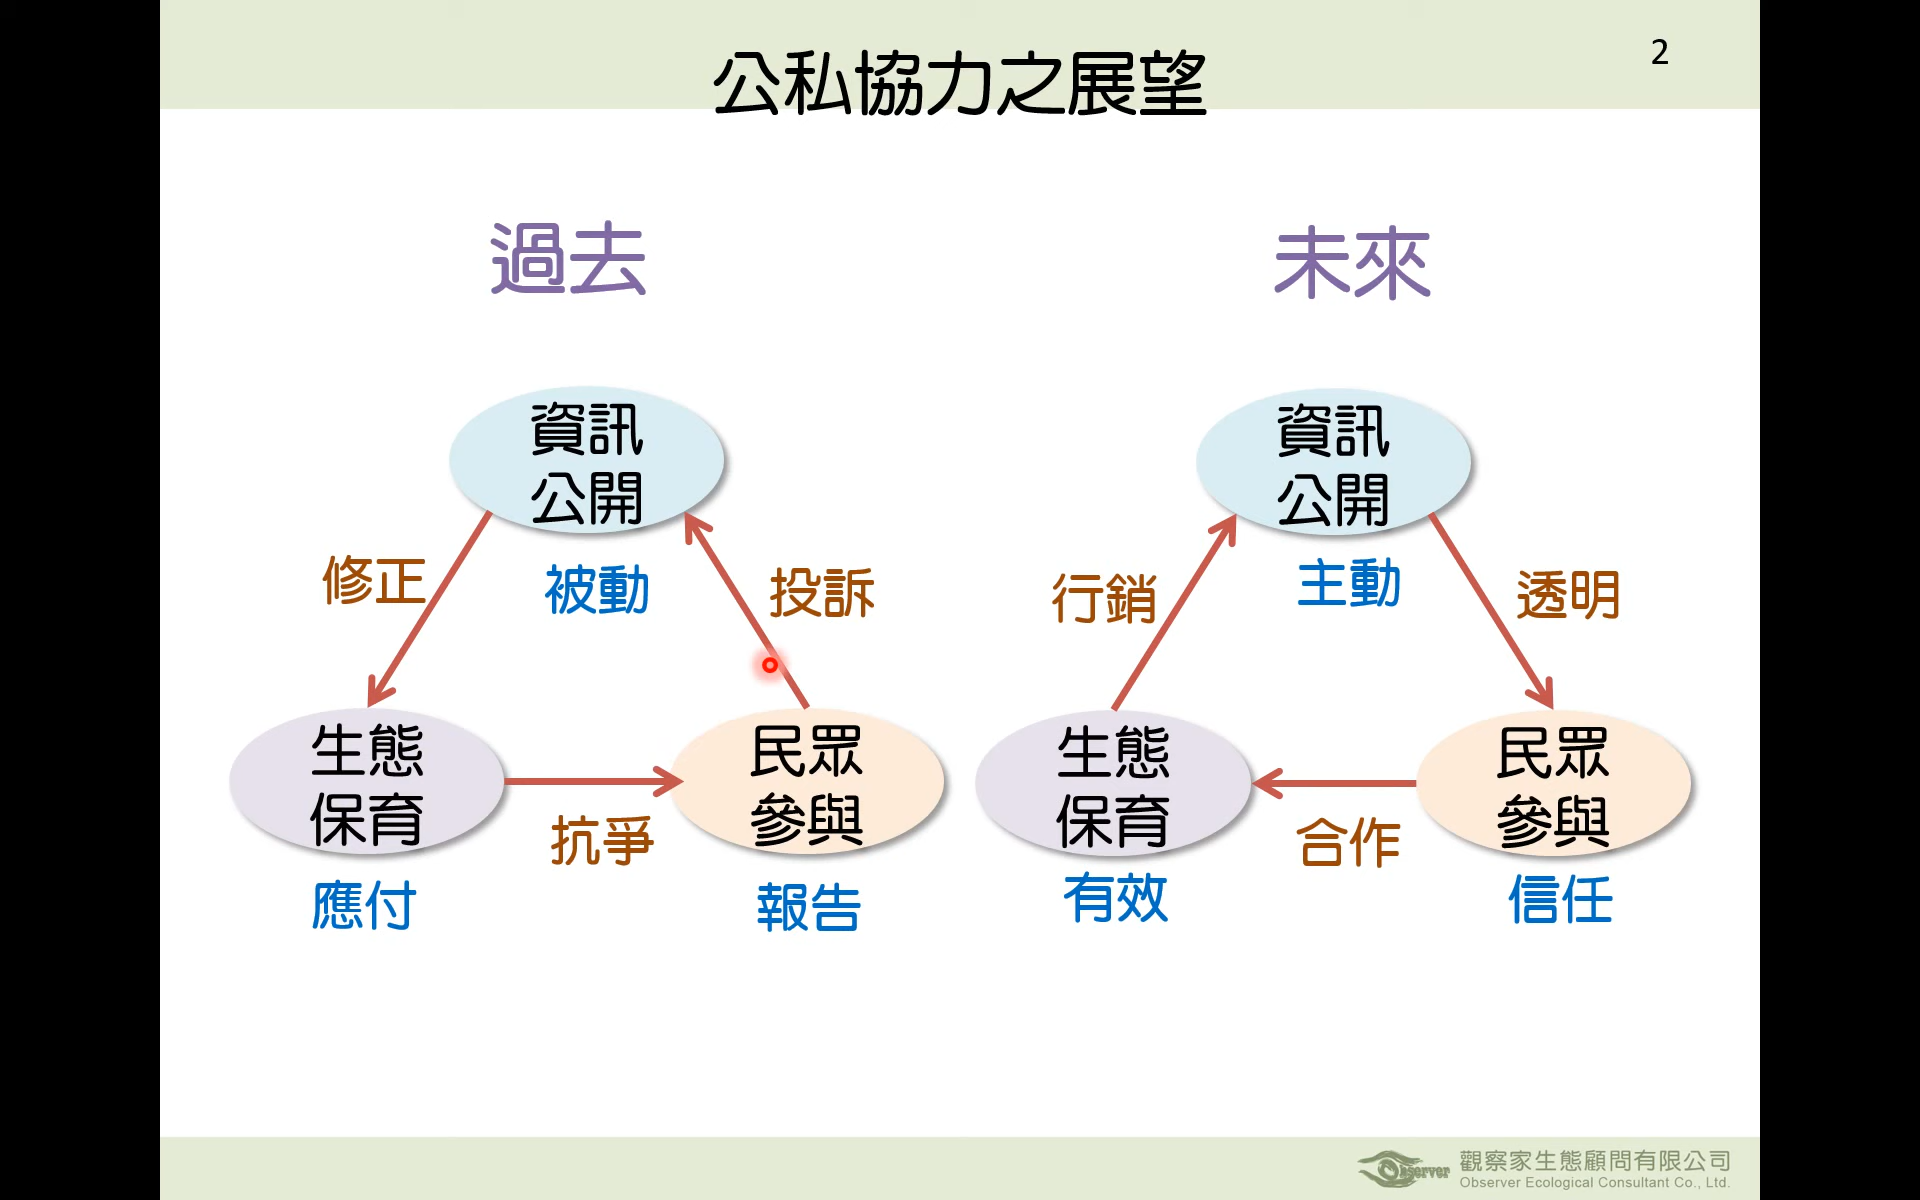 公私協力之展望
2
過去
資訊
公開
被動
修正
投訴
生態
保育
應付
抗爭
民眾
參與
報告
未來
資訊
公開
主動
行銷
透明
生態
保育
有效
合作
民眾
參與
信任
Observer
觀察家生態顧問有限公司
Observer Ecological Consultant Co., Ltd.